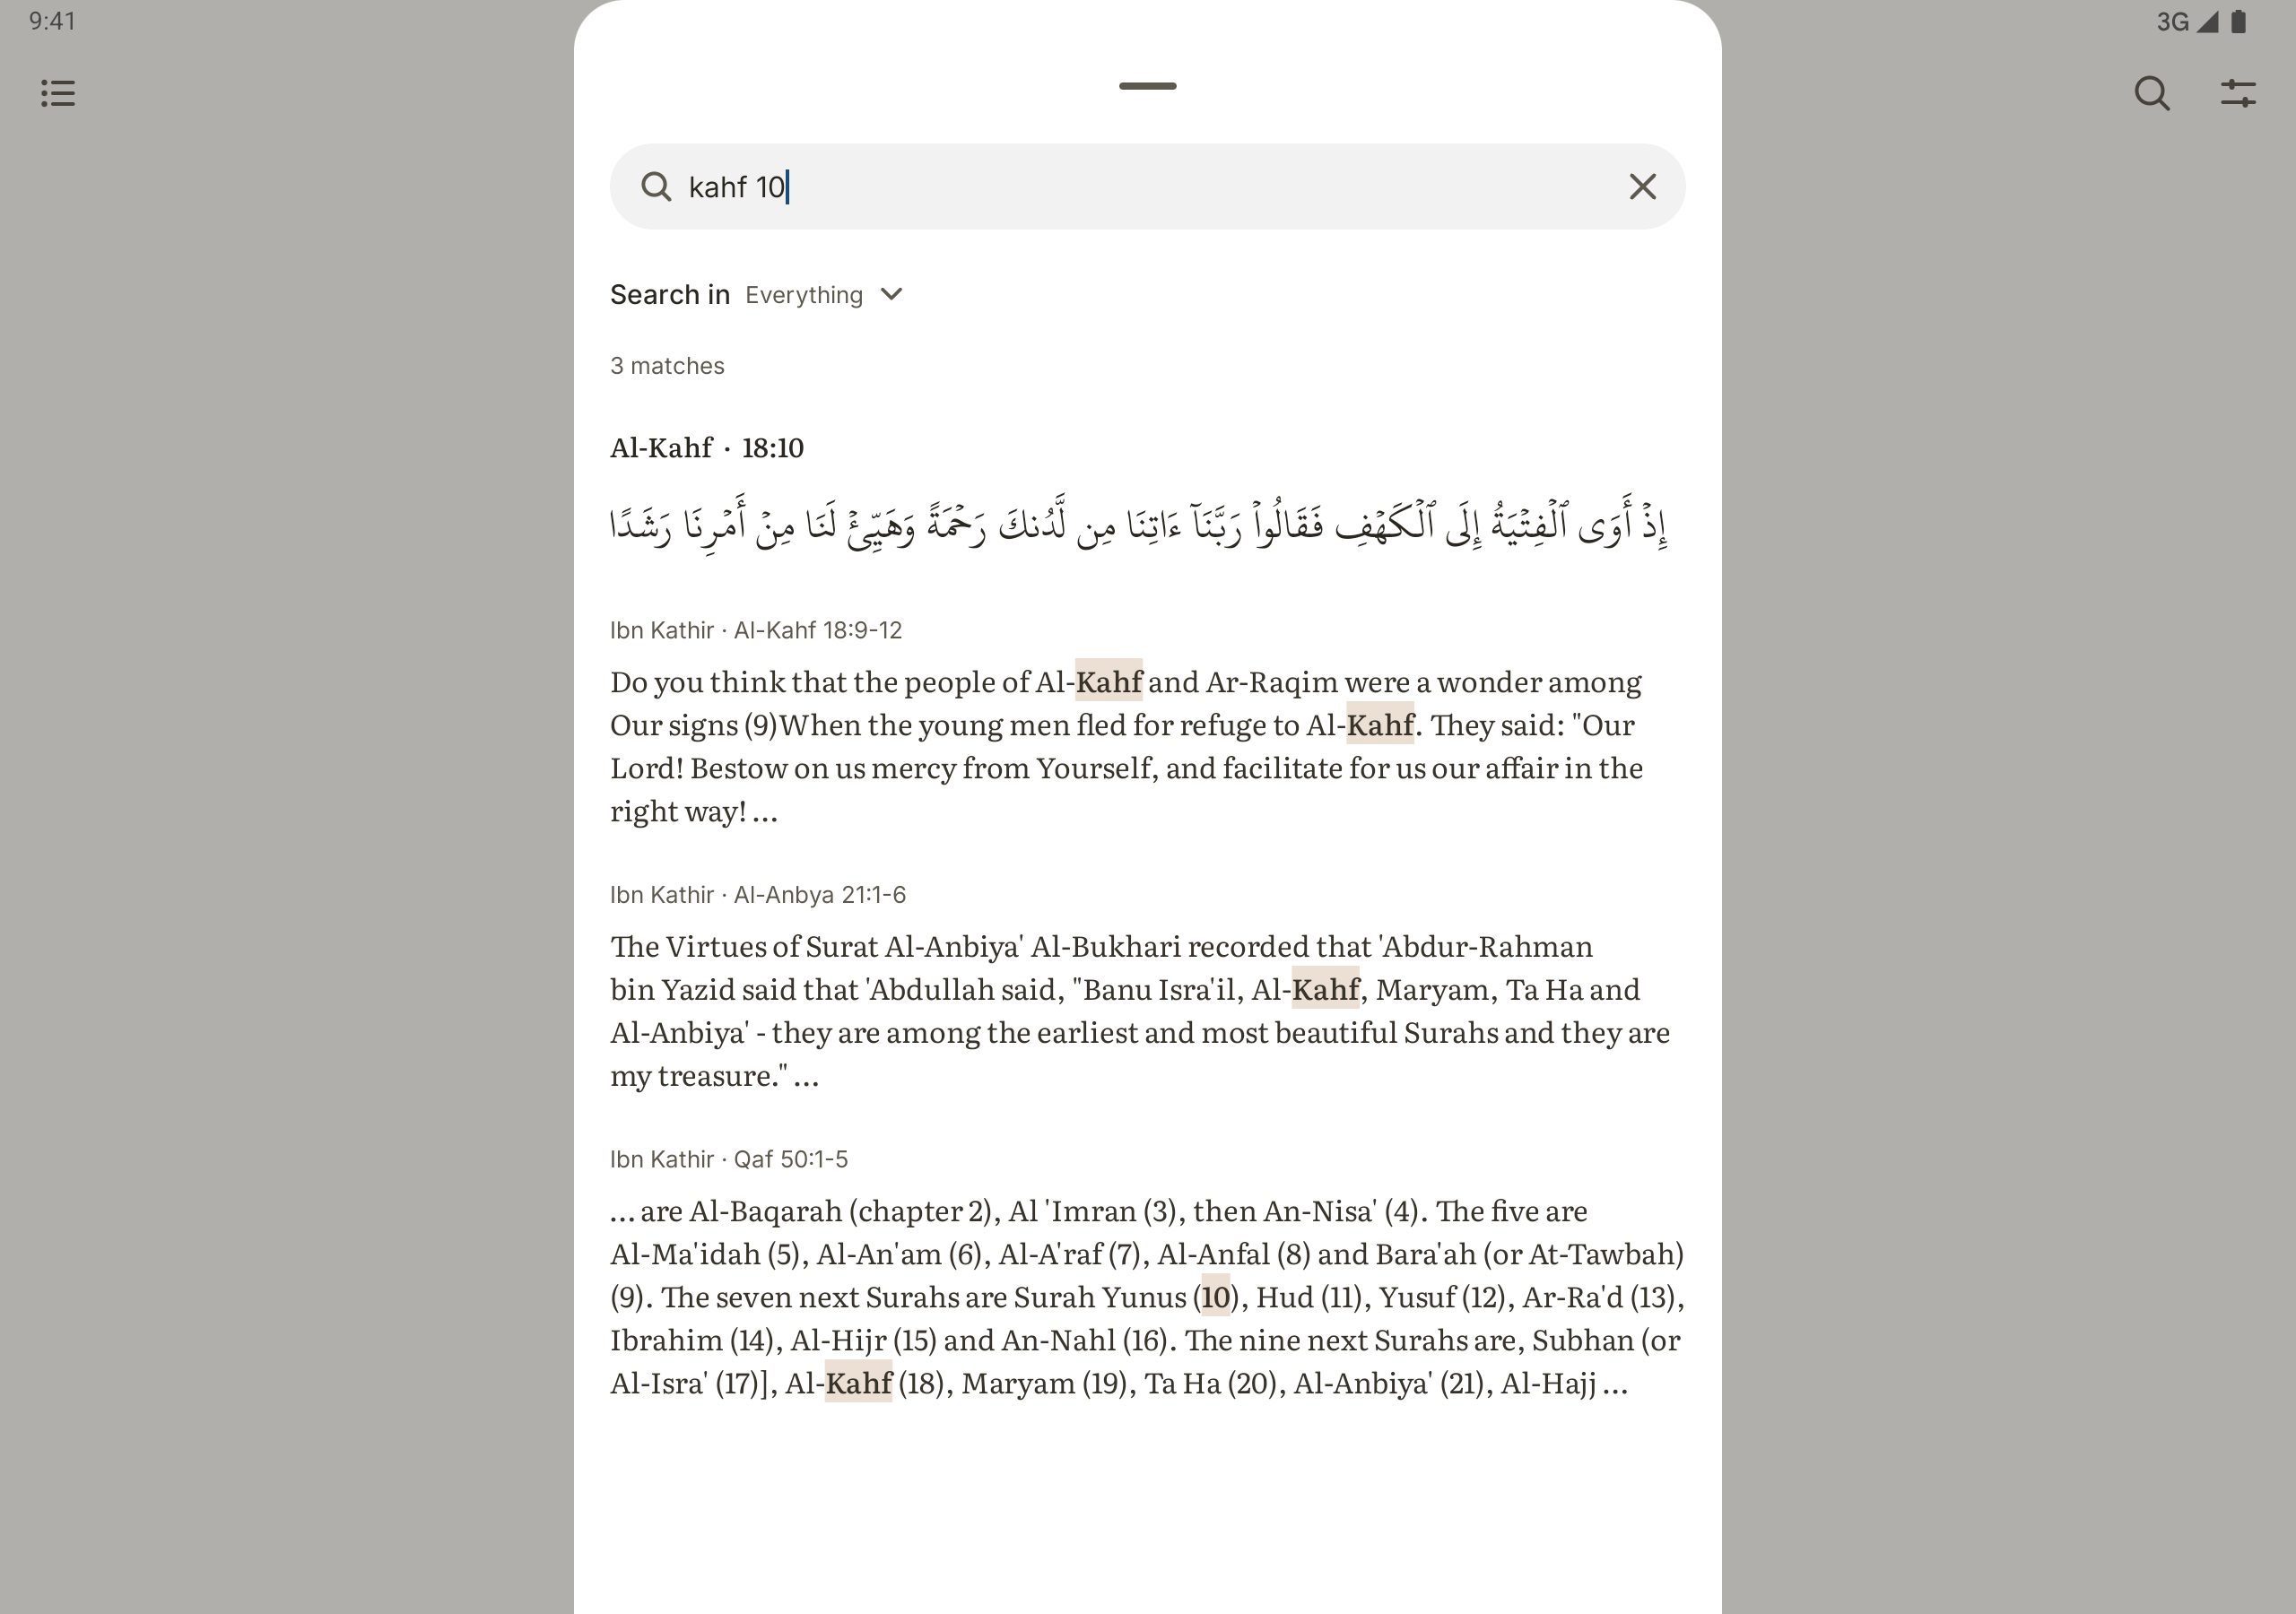 9:41
3G
kahf 10
Search in Everything
3 matches
Al-Kahf · 18:10
إِذْ أَوَى ٱلْفِتْيَةُ إِلَى ٱلْكَهْفِ فَقَالُوا۟ رَبَّنَآ ءَاتِنَا مِن لَّدُنكَ رَحْمَةً وَهَيِّئْ لَنَا مِنْ أَمْرِنَا رَشَدًا
Ibn Kathir · Al-Kahf 18:9-12
Do you think that the people of Al-Kahf and Ar-Raqim were a wonder among
Our signs (9)When the young men fled for refuge to Al-Kahf. They said: "Our
Lord! Bestow on us mercy from Yourself, and facilitate for us our affair in the
right way! ...
Ibn Kathir · Al-Anbya 21:1-6
The Virtues of Surat Al-Anbiya' Al-Bukhari recorded that 'Abdur-Rahman
bin Yazid said that 'Abdullah said, "Banu Isra'il, Al-Kahf, Maryam, Ta Ha and
Al-Anbiya' - they are among the earliest and most beautiful Surahs and they are
my treasure." ...
Ibn Kathir · Qaf 50:1-5
... are Al-Baqarah (chapter 2), Al 'Imran (3), then An-Nisa' (4). The five are
Al-Ma'idah (5), Al-An'am (6), Al-A'raf (7), Al-Anfal (8) and Bara'ah (or At-Tawbah)
(9). The seven next Surahs are Surah Yunus (10), Hud (11), Yusuf (12), Ar-Ra'd (13),
Ibrahim (14), Al-Hijr (15) and An-Nahl (16). The nine next Surahs are, Subhan (or
Al-Isra' (17)], Al-Kahf (18), Maryam (19), Ta Ha (20), Al-Anbiya' (21), Al-Hajj ...